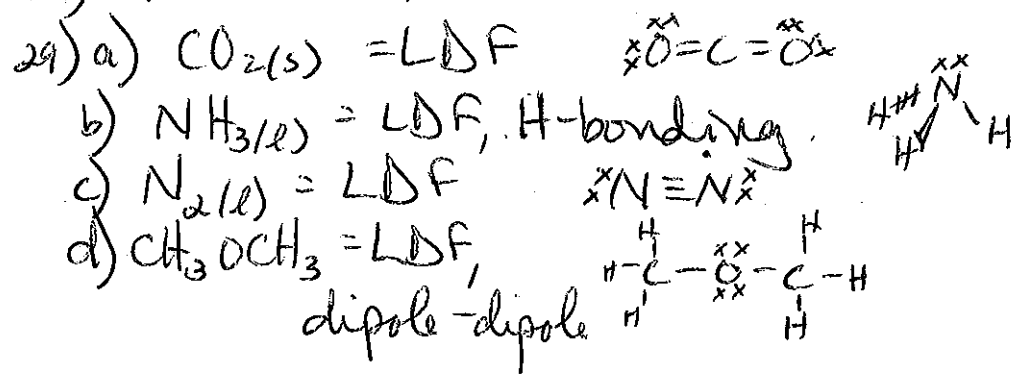 29) a) CO2(s) =LDF :Ö=C=Ö:
b) NH3(l) = LDF, H-bonding. H N H H
c) N2(l) = LDF :N≡N:
d) CH3OCH3 =LDF,
dipole-dipole
H H
H-C-O-C-H
H H